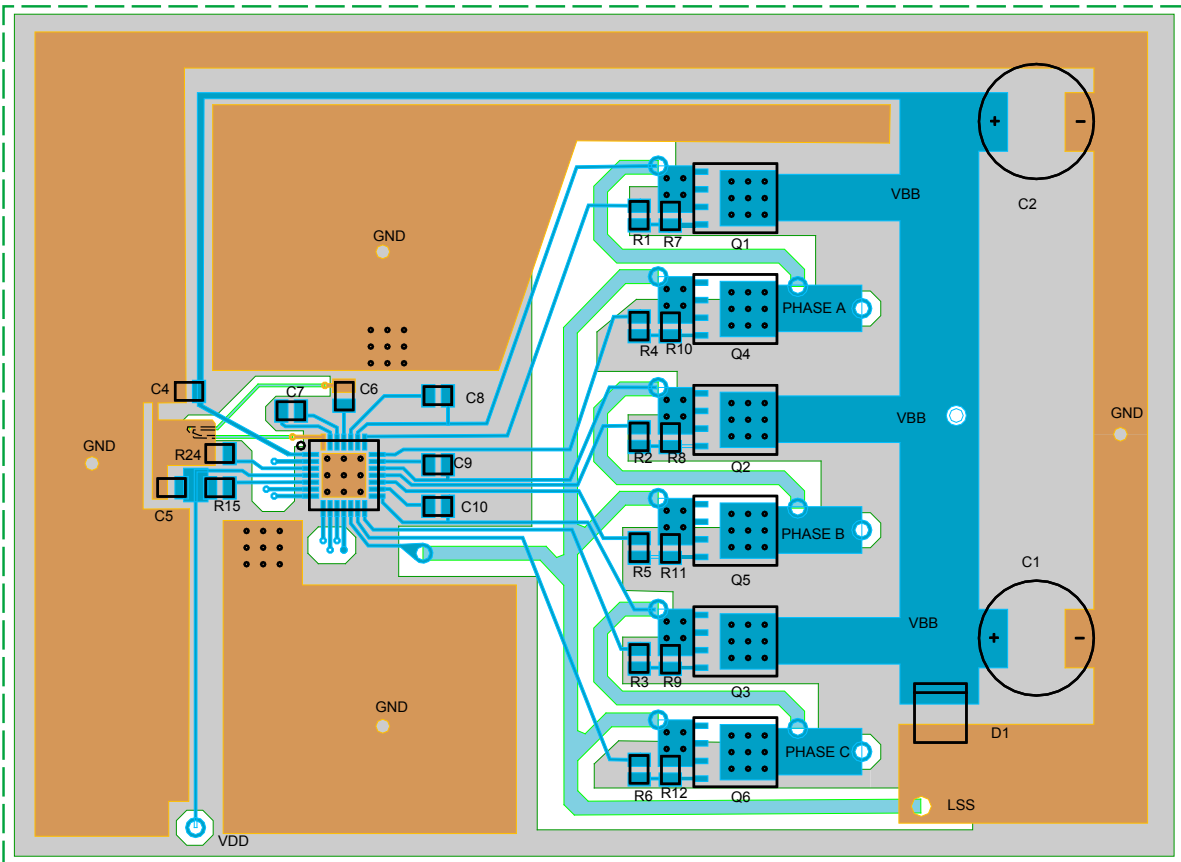 +
-
C2
VBB
R1
R7
Q1
GND
PHASE A
R4
R10
Q4
C4
C7
C6
C8
VBB
GND
GND
R24
C9
R2
R8
Q2
C5
R15
C10
PHASE B
R5
R11
Q5
C1
VBB
+
-
R3
R9
Q3
GND
D1
PHASE C
R6
R12
Q6
LSS
VDD